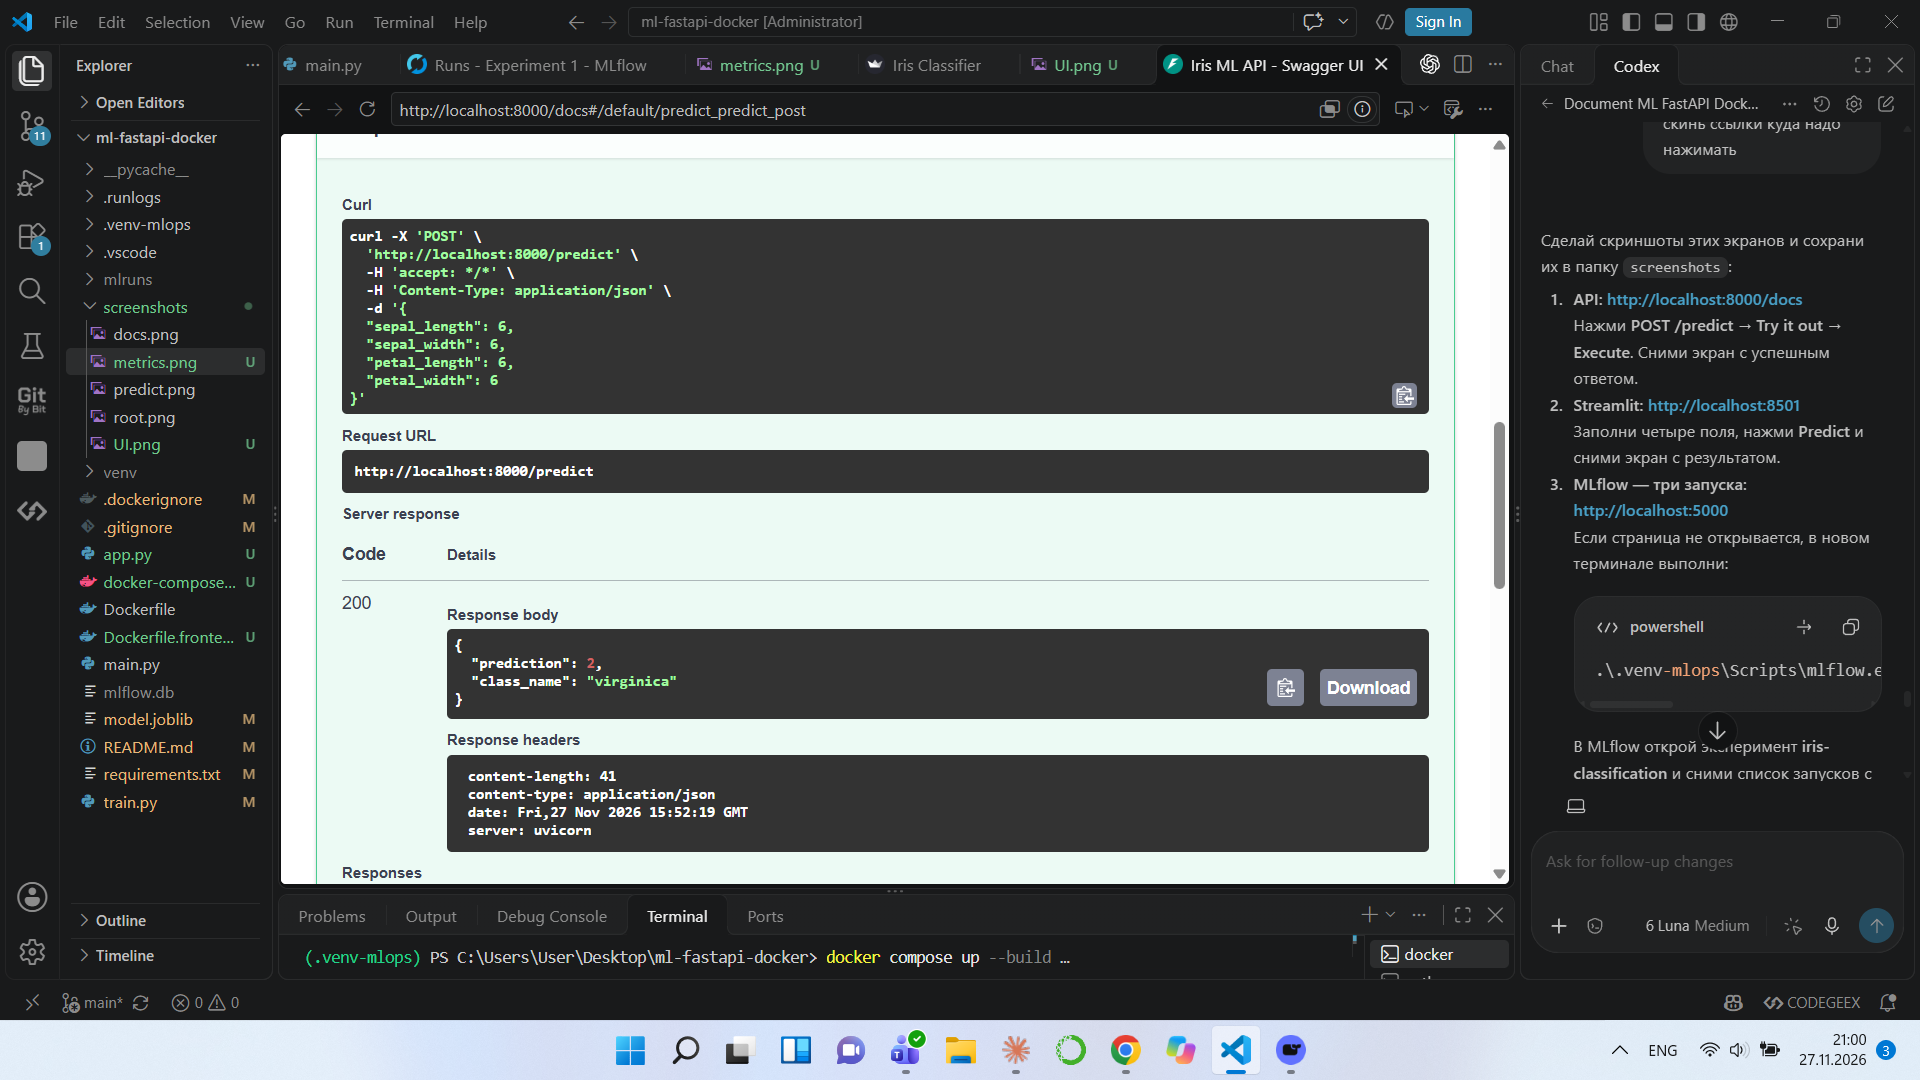 File Edit Selection View Go Run Terminal Help
ml-fastapi-docker [Administrator]
Sign In
Explorer
Open Editors
ml-fastapi-docker
__pycache__
.runlogs
.venv-mlops
.vscode
mlruns
screenshots
docs.png
metrics.png U
predict.png
root.png
UI.png U
venv
.dockerignore M
.gitignore M
app.py U
docker-compose... U
Dockerfile
Dockerfile.fronte... U
main.py
mlflow.db
model.joblib M
README.md M
requirements.txt M
train.py M
Outline
Timeline
11
1
Git
By Bit
main.py
Runs - Experiment 1 - MLflow
metrics.png U
Iris Classifier
UI.png U
Iris ML API - Swagger UI
http://localhost:8000/docs#/default/predict_predict_post
Curl
curl -X 'POST' \
'http://localhost:8000/predict' \
-H 'accept: */*' \
-H 'Content-Type: application/json' \
-d '{
"sepal_length": 6,
"sepal_width": 6,
"petal_length": 6,
"petal_width": 6
}'
Request URL
http://localhost:8000/predict
Server response
Code Details
200
Response body
{
"prediction": 2,
"class_name": "virginica"
}
Download
Response headers
content-length: 41
content-type: application/json
date: Fri,27 Nov 2026 15:52:19 GMT
server: uvicorn
Responses
Problems Output Debug Console Terminal Ports
(.venv-mlops) PS C:\Users\User\Desktop\ml-fastapi-docker> docker compose up --build …
docker
Chat Codex
Document ML FastAPI Dock...
скинь ссылки куда надо
нажимать
Сделай скриншоты этих экранов и сохрани
их в папку screenshots:
1. API: http://localhost:8000/docs
Нажми POST /predict → Try it out →
Execute. Сними экран с успешным
ответом.
2. Streamlit: http://localhost:8501
Заполни четыре поля, нажми Predict и
сними экран с результатом.
3. MLflow — три запуска:
http://localhost:5000
Если страница не открывается, в новом
терминале выполни:
powershell
.\.venv-mlops\Scripts\mlflow.e
В MLflow открой эксперимент iris-
classification и сними список запусков с
Ask for follow-up changes
6 Luna Medium
main* 0 0
CODEGEEX
ENG
21:00
27.11.2026
3